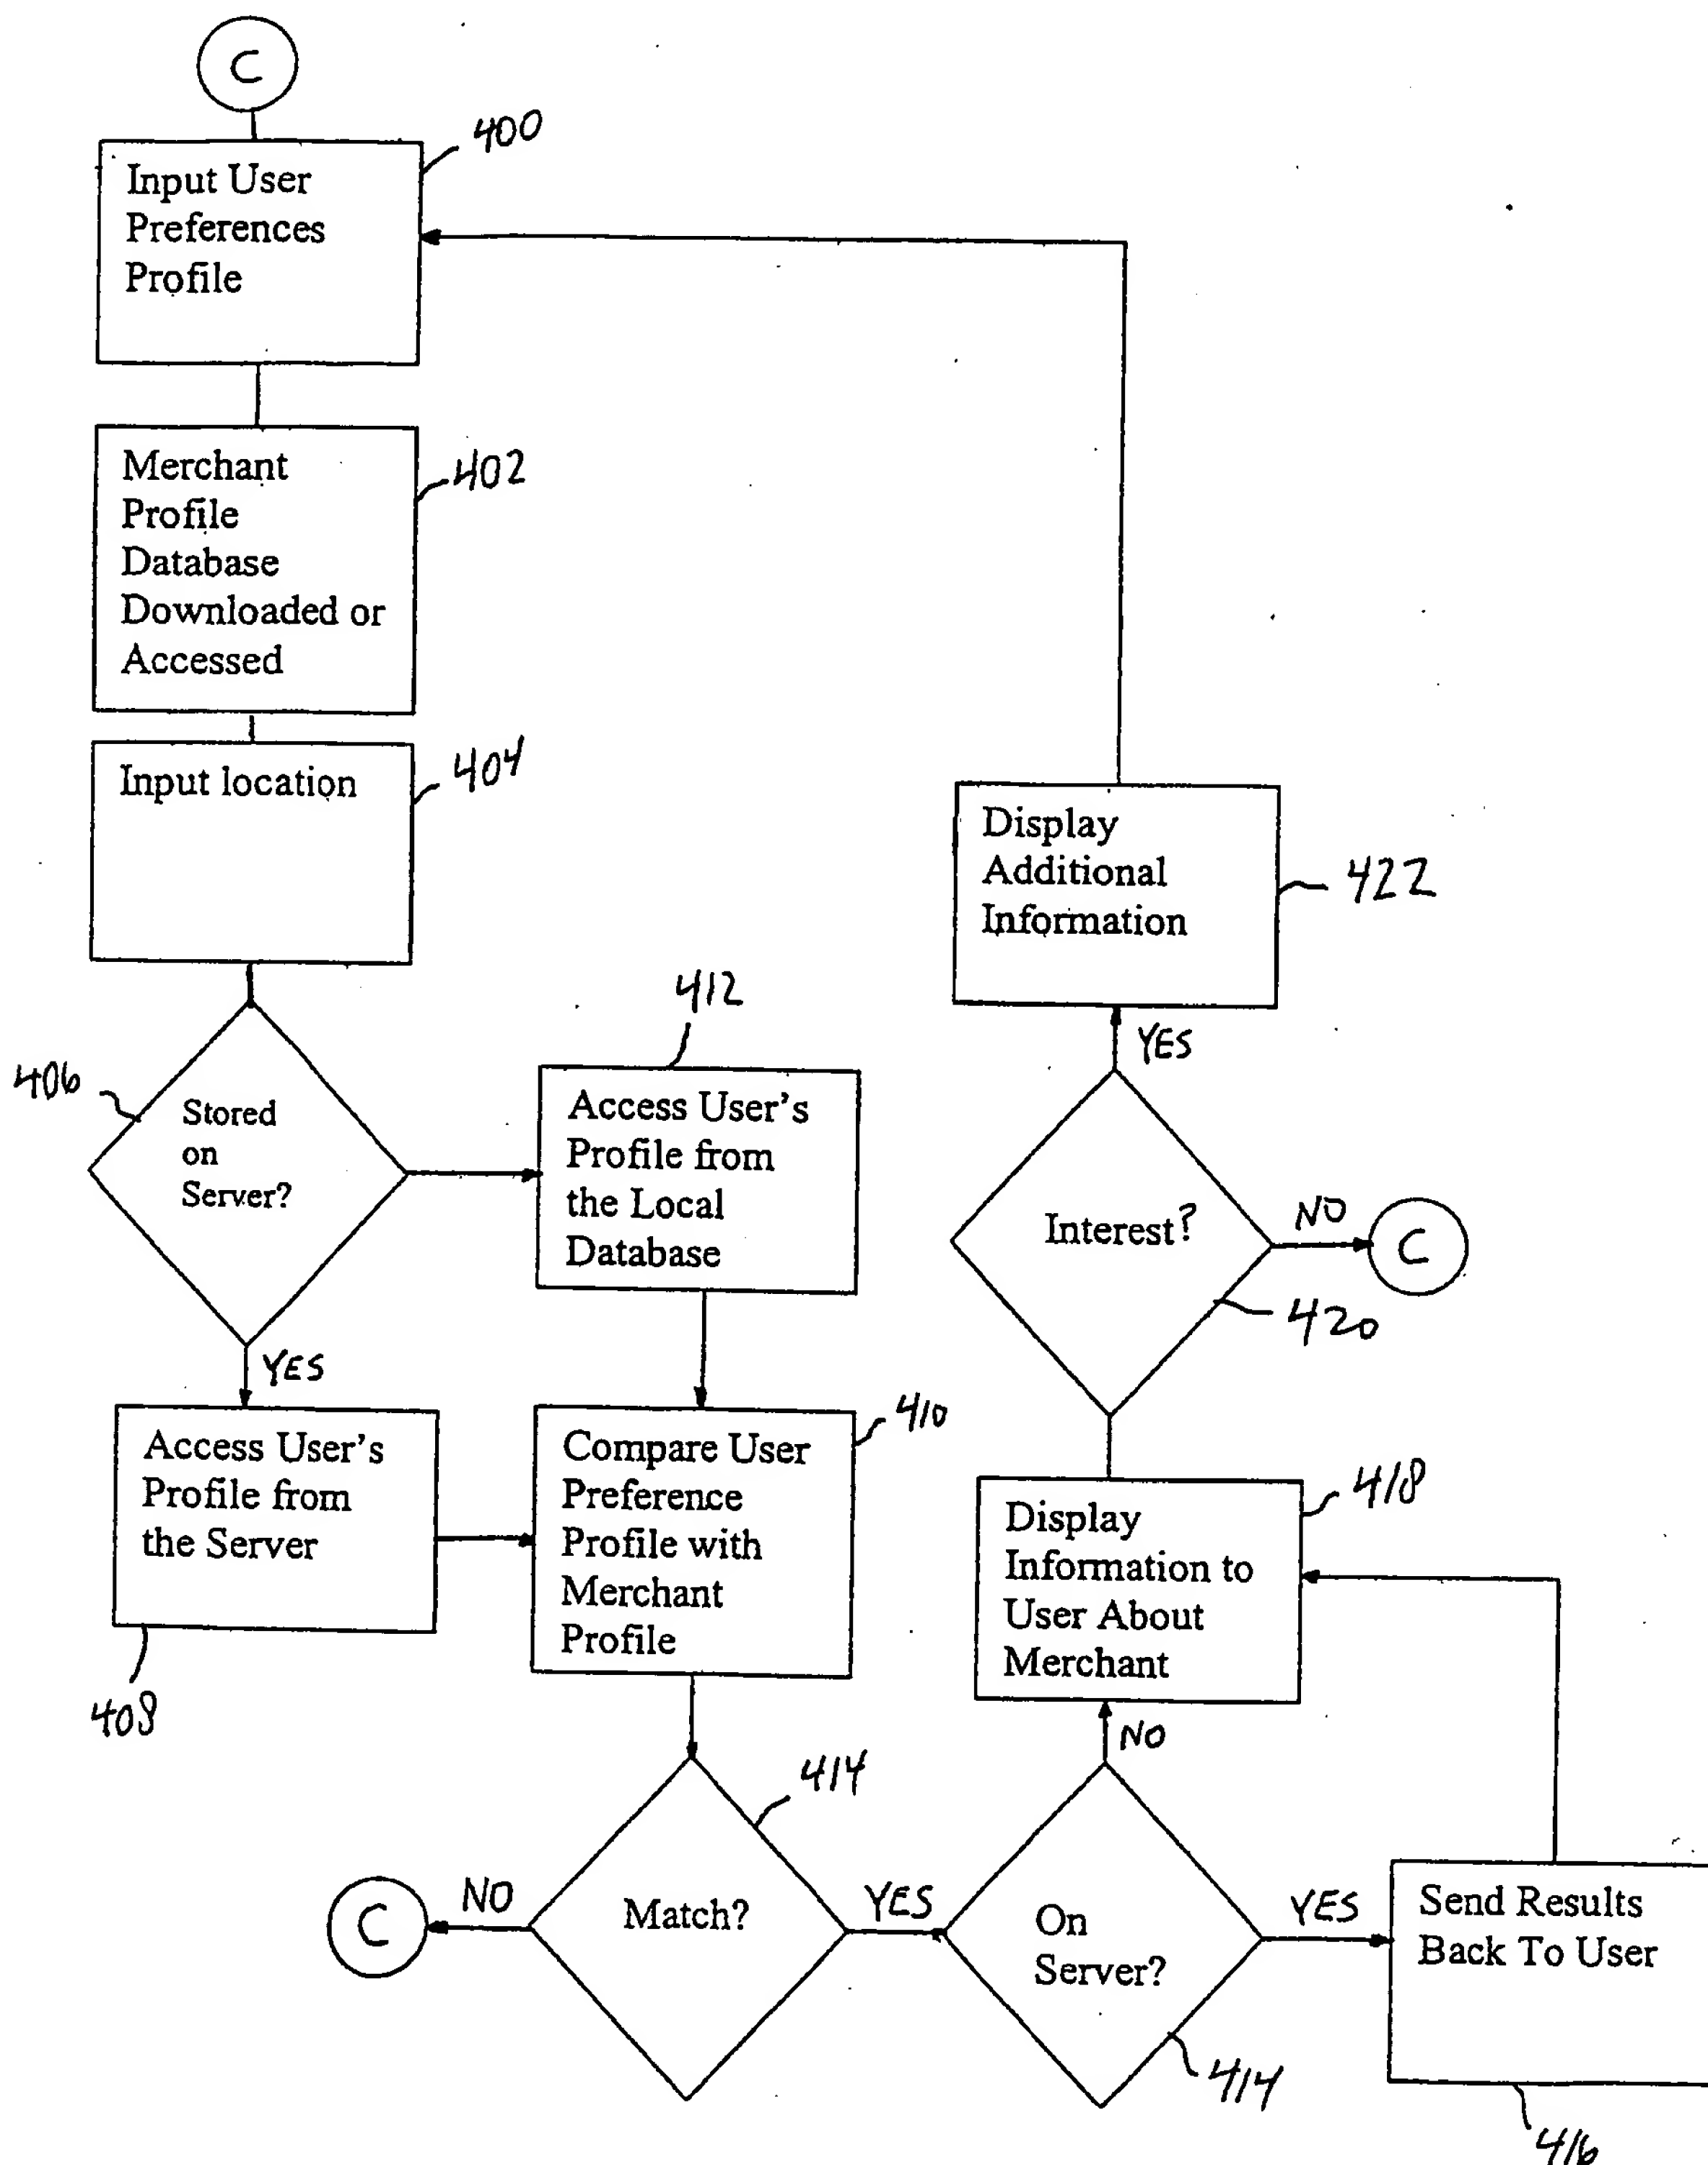 C
400
Input User
Preferences
Profile
402
Merchant
Profile
Database
Downloaded or
Accessed
404
Input location
406
Stored
on
Server?
412
Access User's
Profile from
the Local
Database
YES
Access User's
Profile from
the Server
408
410
Compare User
Preference
Profile with
Merchant
Profile
414
Match?
NO
C
YES
On
Server?
414
YES
Send Results
Back To User
416
NO
418
Display
Information to
User About
Merchant
Interest?
420
NO
C
YES
Display
Additional
Information
422